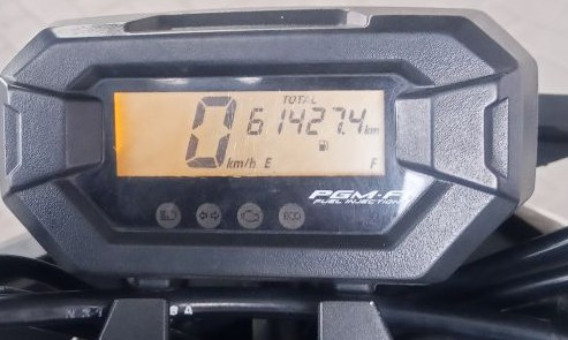 TOTAL
0 61427.4 km
km/h E F
PGM-FI
FUEL INJECTION
ECO